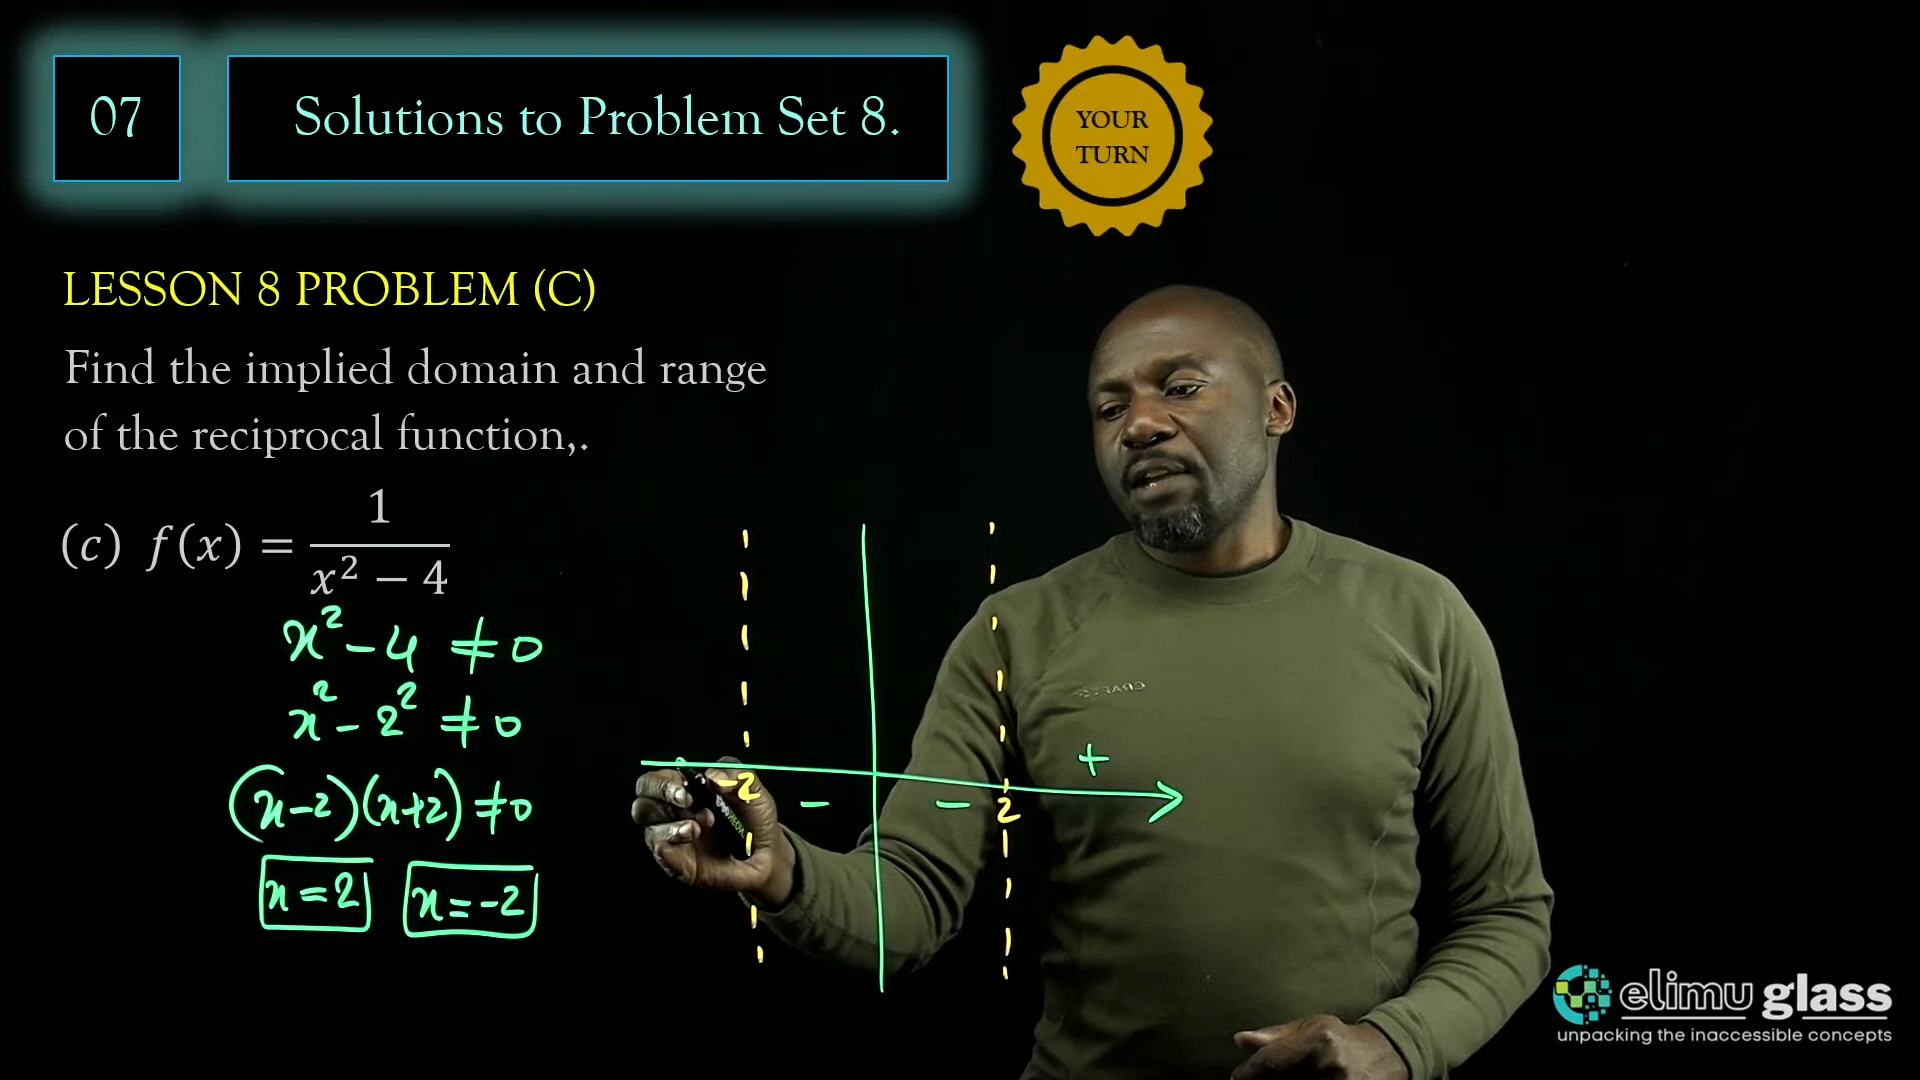 07
Solutions to Problem Set 8.
YOUR
TURN
LESSON 8 PROBLEM (C)
Find the implied domain and range
of the reciprocal function,.
(c) f(x) = 1 / (x² − 4)
x² − 4 ≠ 0
x² − 2² ≠ 0
(x−2)(x+2) ≠ 0
x = 2 x = −2
+
−2 − − 2
elimu glass
unpacking the inaccessible concepts